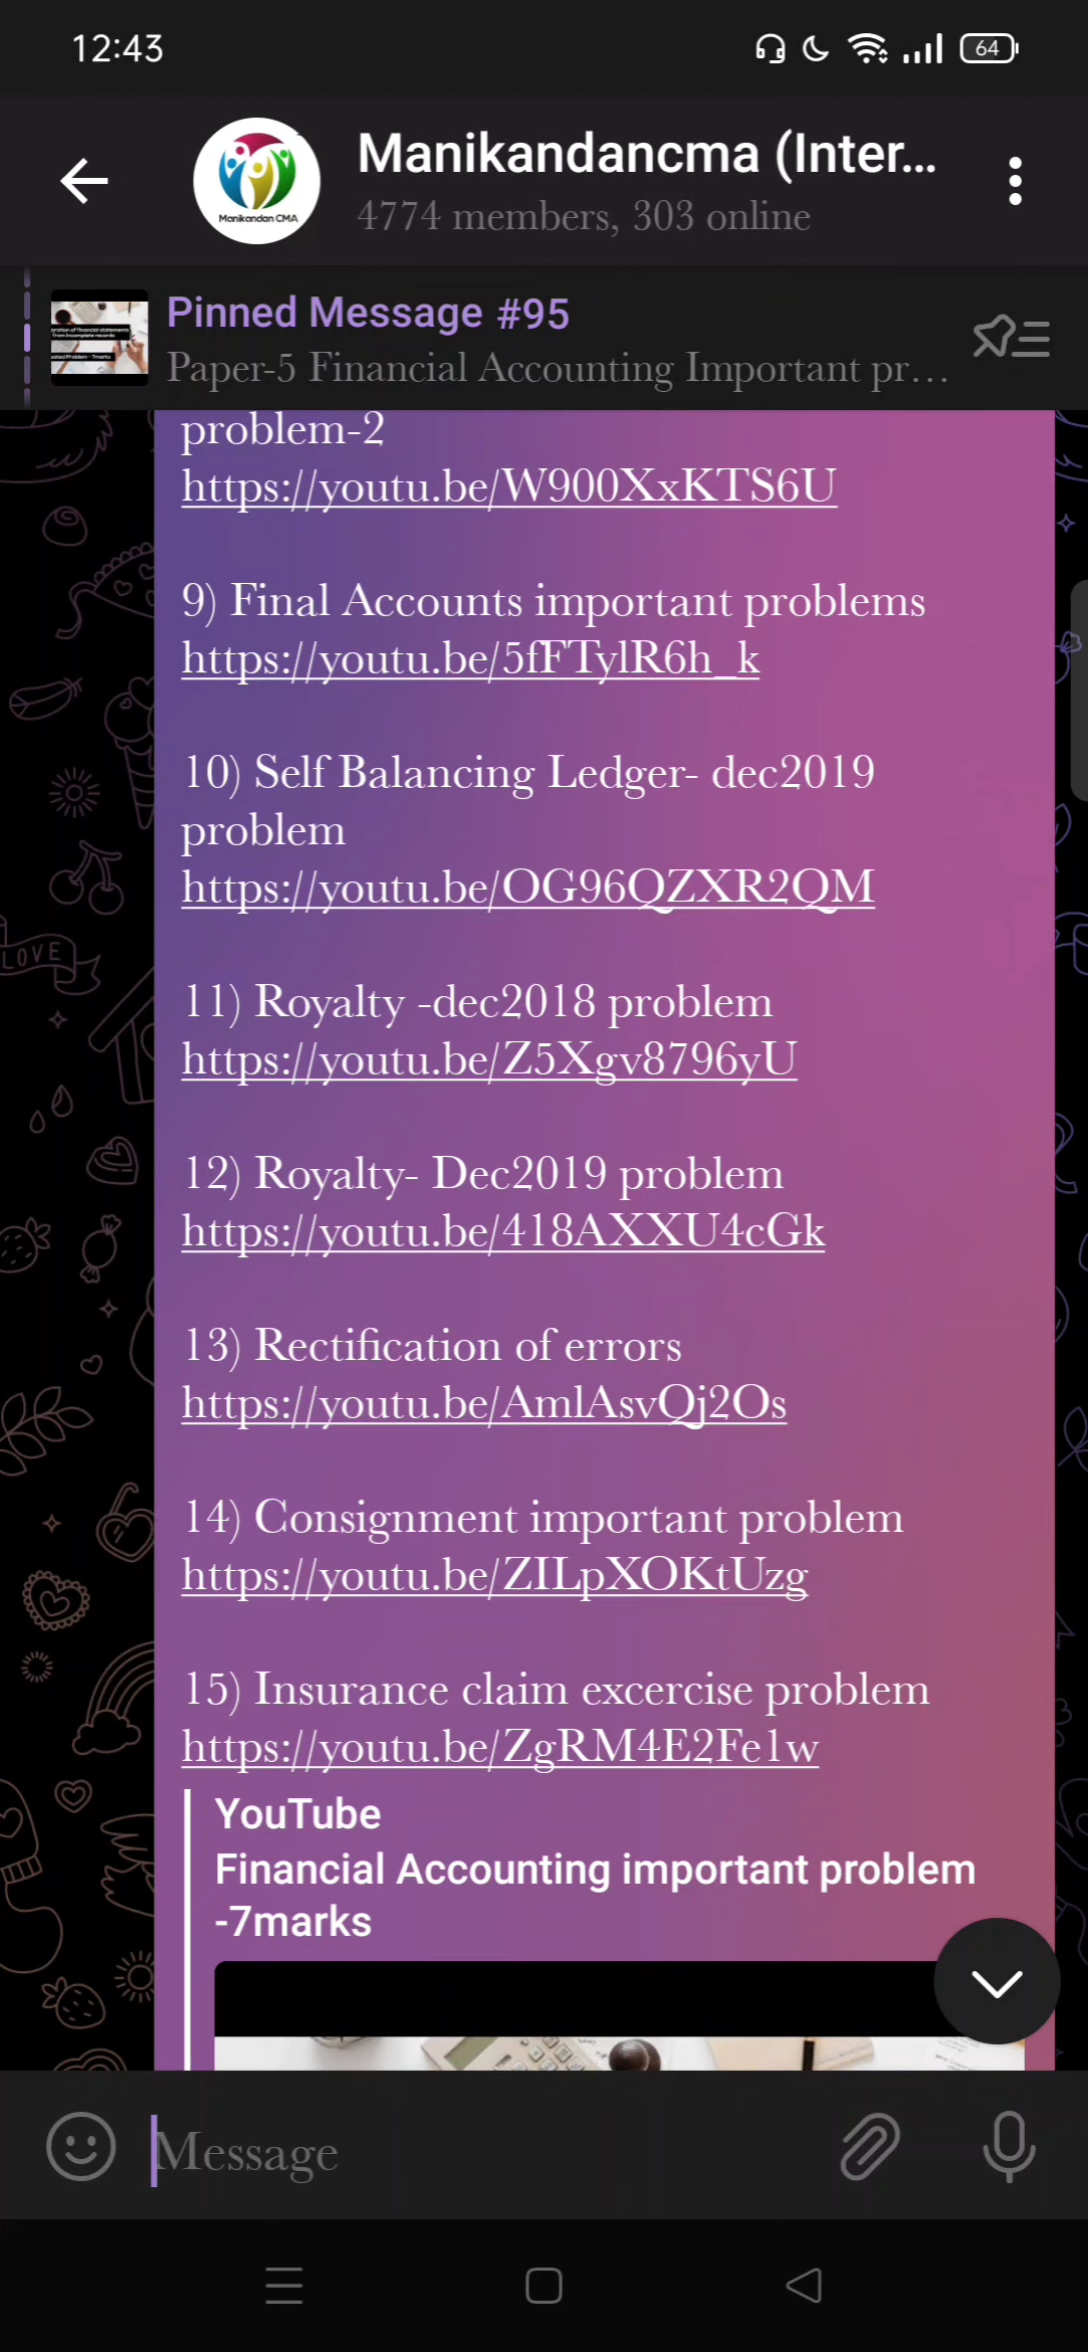 12:43
64
Manikandancma (Inter...
4774 members, 303 online
Manikandan CMA
Pinned Message #95
Paper-5 Financial Accounting Important pr...
problem-2
https://youtu.be/W900XxKTS6U
9) Final Accounts important problems
https://youtu.be/5fFTylR6h_k
10) Self Balancing Ledger- dec2019
problem
https://youtu.be/OG96QZXR2QM
11) Royalty -dec2018 problem
https://youtu.be/Z5Xgv8796yU
12) Royalty- Dec2019 problem
https://youtu.be/418AXXU4cGk
13) Rectification of errors
https://youtu.be/AmlAsvQj2Os
14) Consignment important problem
https://youtu.be/ZILpXOKtUzg
15) Insurance claim excercise problem
https://youtu.be/ZgRM4E2Fe1w
YouTube
Financial Accounting important problem
-7marks
LOVE
Message